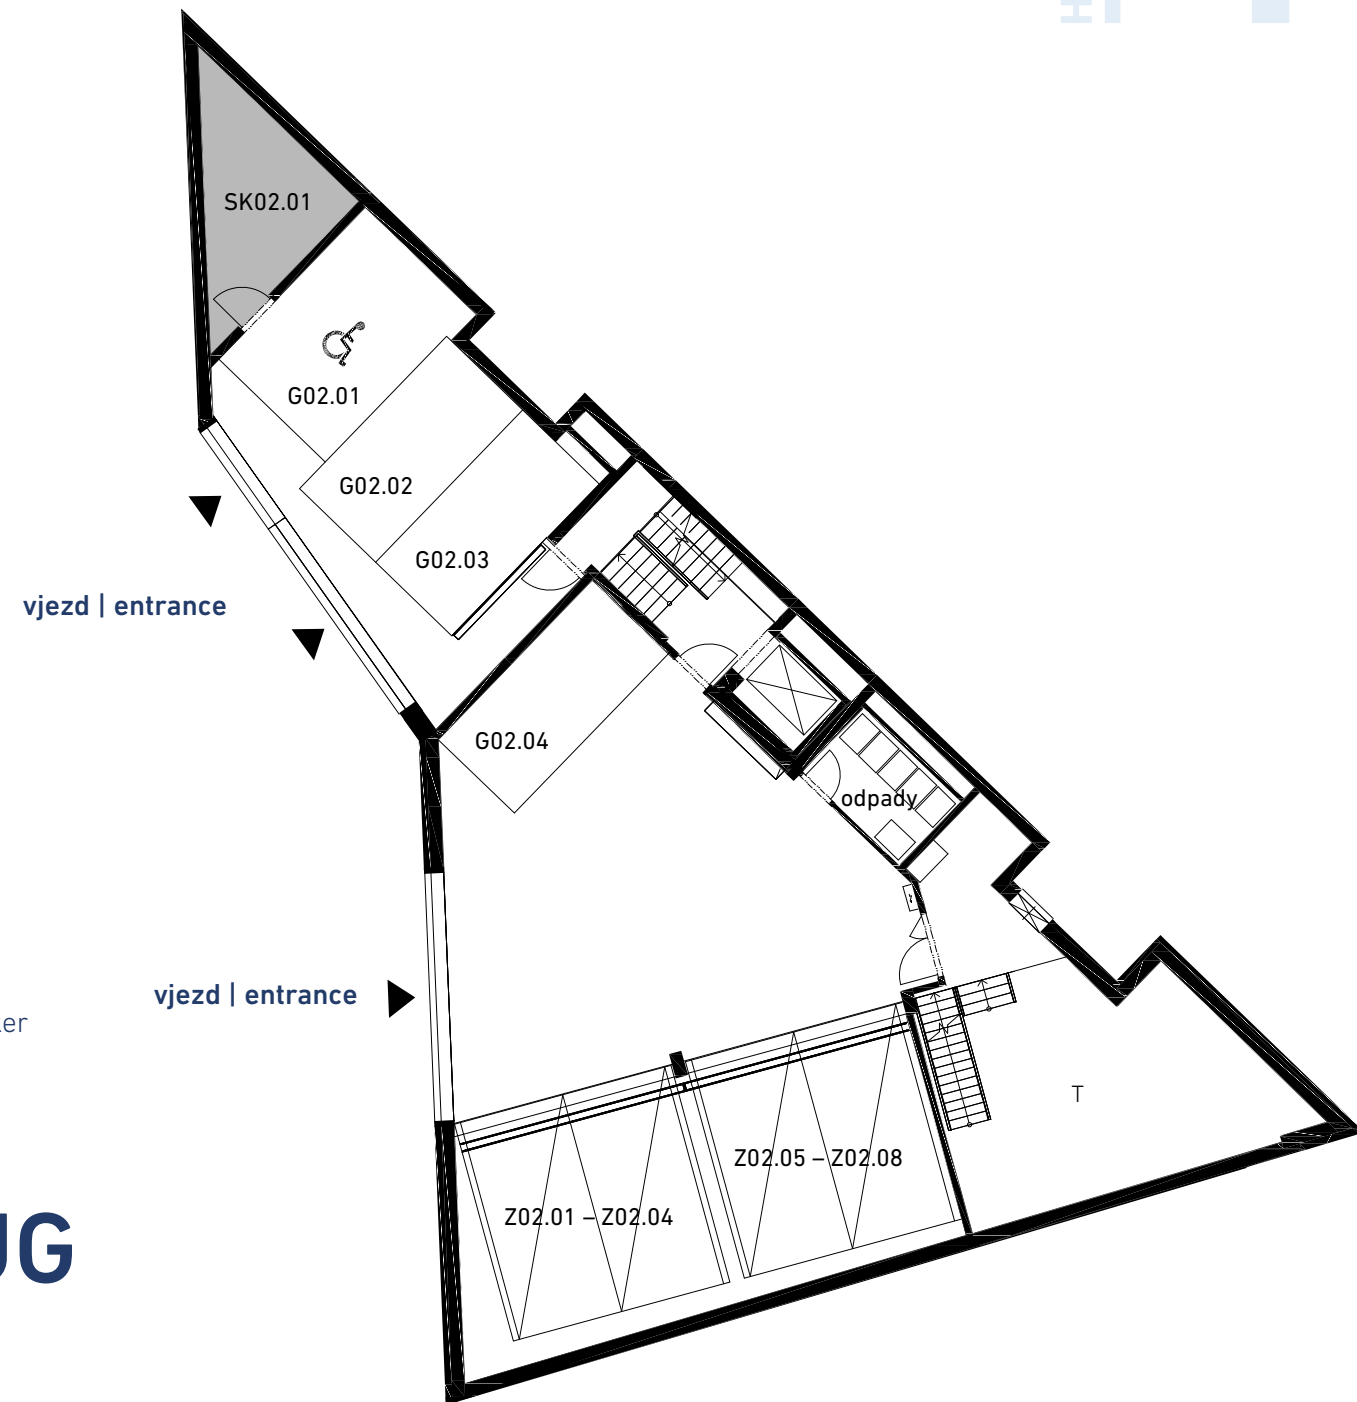 SK02.01
G02.01
G02.02
G02.03
vjezd | entrance
G02.04
odpady
vjezd | entrance
T
Z02.05 – Z02.08
Z02.01 – Z02.04